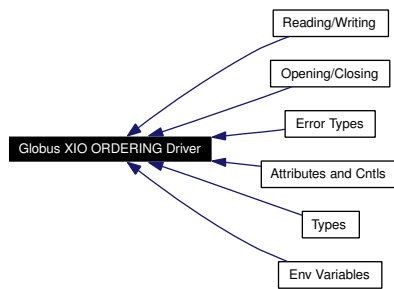 Reading/Writing
Opening/Closing
Error Types
Globus XIO ORDERING Driver
Attributes and Cntls
Types
Env Variables